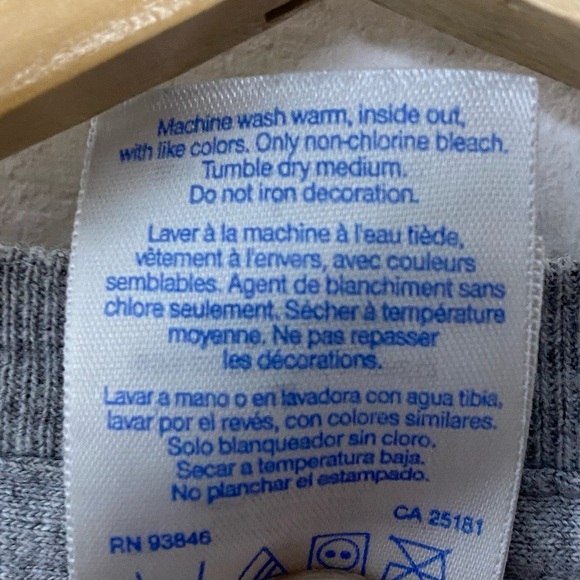 Machine wash warm, inside out,
with like colors. Only non-chlorine bleach.
Tumble dry medium.
Do not iron decoration.
Laver à la machine à l'eau tiède,
vêtement à l'envers, avec couleurs
semblables. Agent de blanchiment sans
chlore seulement. Sécher à température
moyenne. Ne pas repasser
les décorations.
Lavar a mano o en lavadora con agua tibia,
lavar por el revés, con colores similares.
Solo blanqueador sin cloro.
Secar a temperatura baja.
No planchar el estampado.
RN 93846
CA 25181